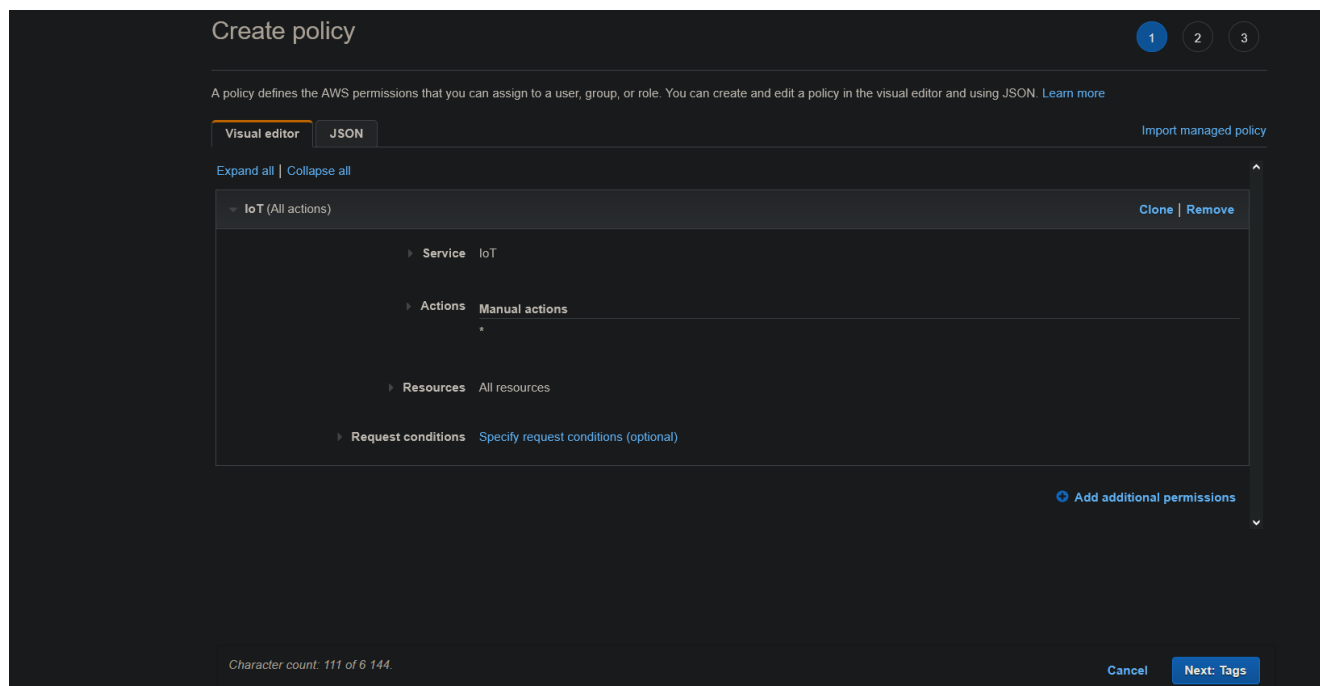 Create policy
1 2 3
A policy defines the AWS permissions that you can assign to a user, group, or role. You can create and edit a policy in the visual editor and using JSON. Learn more
Visual editor JSON Import managed policy
Expand all | Collapse all
IoT (All actions) Clone | Remove
Service IoT
Actions Manual actions
*
Resources All resources
Request conditions Specify request conditions (optional)
Add additional permissions
Character count: 111 of 6 144.
Cancel Next: Tags